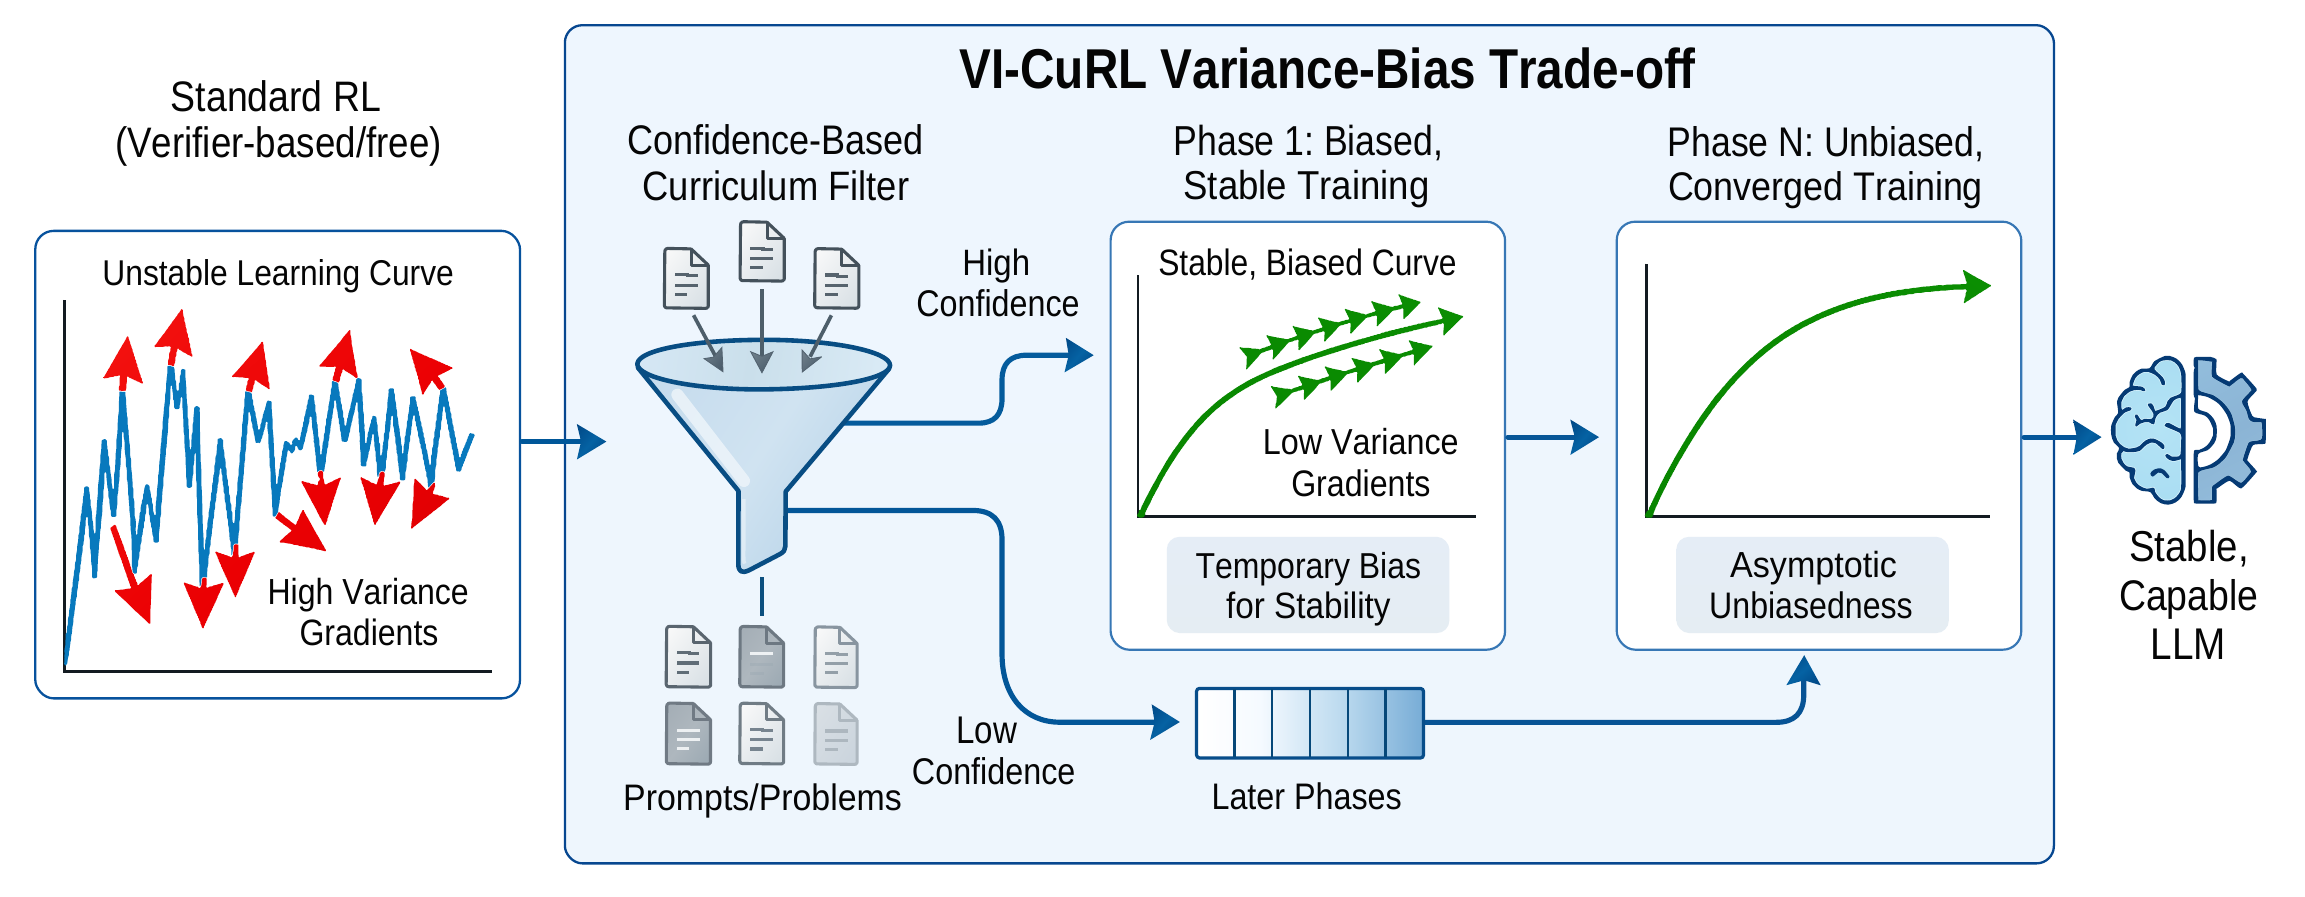 VI-CuRL Variance-Bias Trade-off
Standard RL
(Verifier-based/free)
Unstable Learning Curve
High Variance
Gradients
Confidence-Based
Curriculum Filter
High
Confidence
Prompts/Problems
Low
Confidence
Phase 1: Biased,
Stable Training
Stable, Biased Curve
Low Variance
Gradients
Temporary Bias
for Stability
Later Phases
Phase N: Unbiased,
Converged Training
Asymptotic
Unbiasedness
Stable,
Capable
LLM